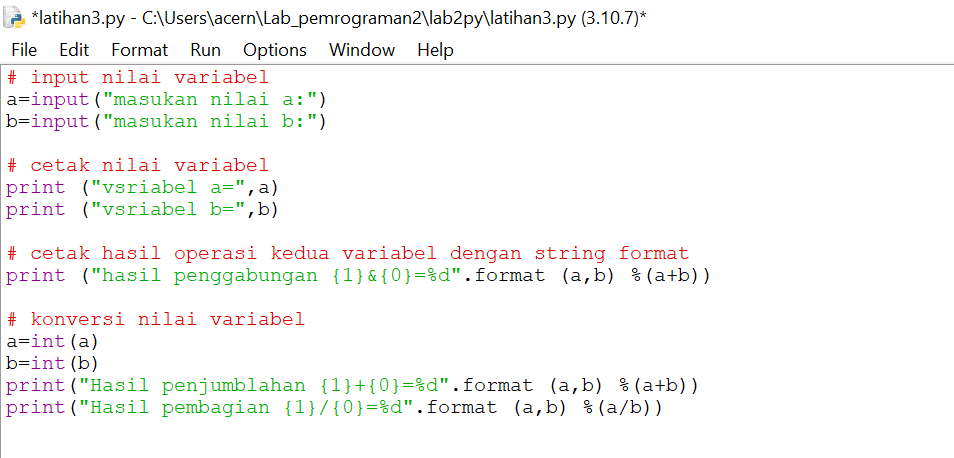 *latihan3.py - C:\Users\acern\Lab_pemrograman2\lab2py\latihan3.py (3.10.7)*
File Edit Format Run Options Window Help
# input nilai variabel
a=input("masukan nilai a:")
b=input("masukan nilai b:")
# cetak nilai variabel
print ("vsriabel a=",a)
print ("vsriabel b=",b)
# cetak hasil operasi kedua variabel dengan string format
print ("hasil penggabungan {1}&{0}=%d".format (a,b) %(a+b))
# konversi nilai variabel
a=int(a)
b=int(b)
print("Hasil penjumblahan {1}+{0}=%d".format (a,b) %(a+b))
print("Hasil pembagian {1}/{0}=%d".format (a,b) %(a/b))